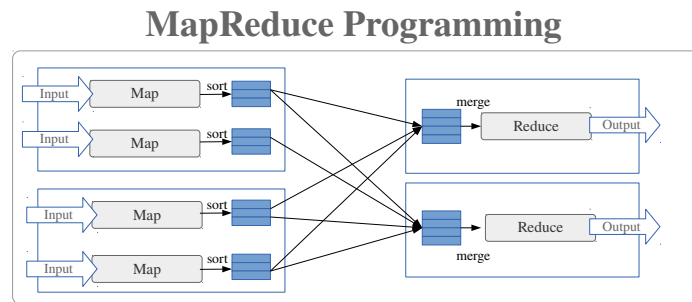 MapReduce Programming
Input
Map
sort
Input
Map
sort
Input
Map
sort
Input
Map
sort
merge
Reduce
Output
Reduce
Output
merge